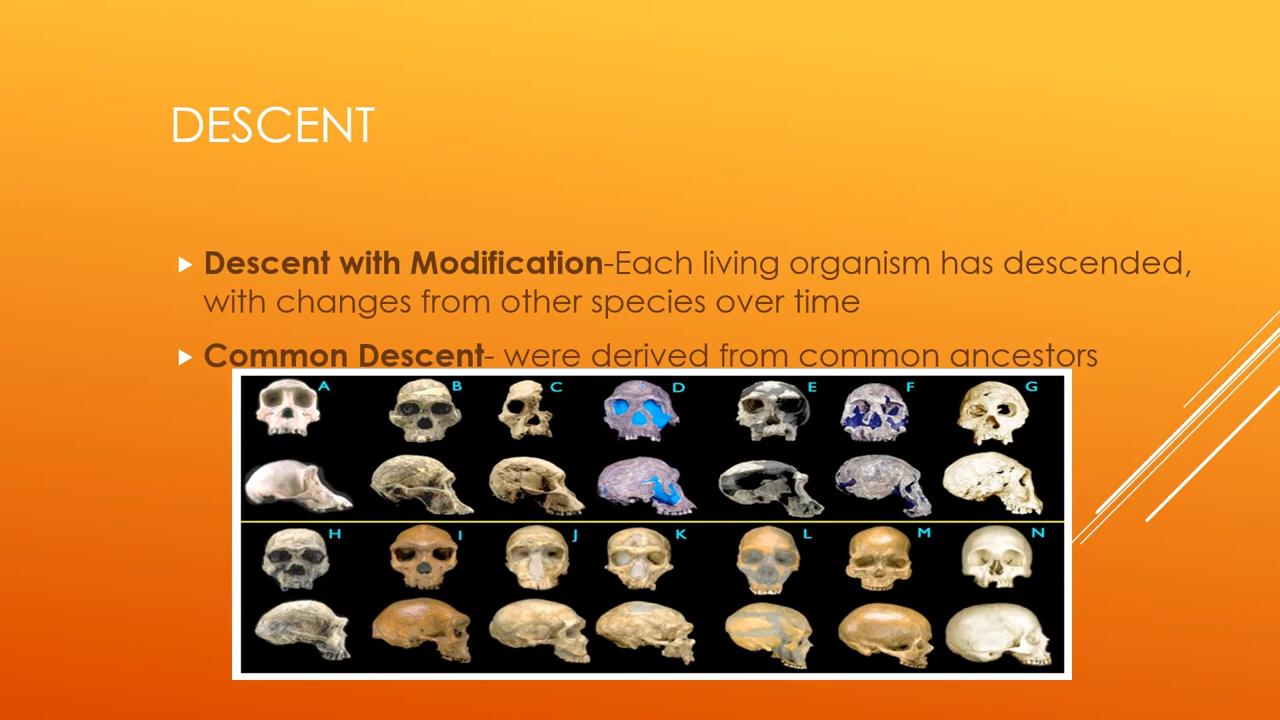 DESCENT
Descent with Modification-Each living organism has descended,
with changes from other species over time
Common Descent- were derived from common ancestors
A B C D E F G
H I J K L M N